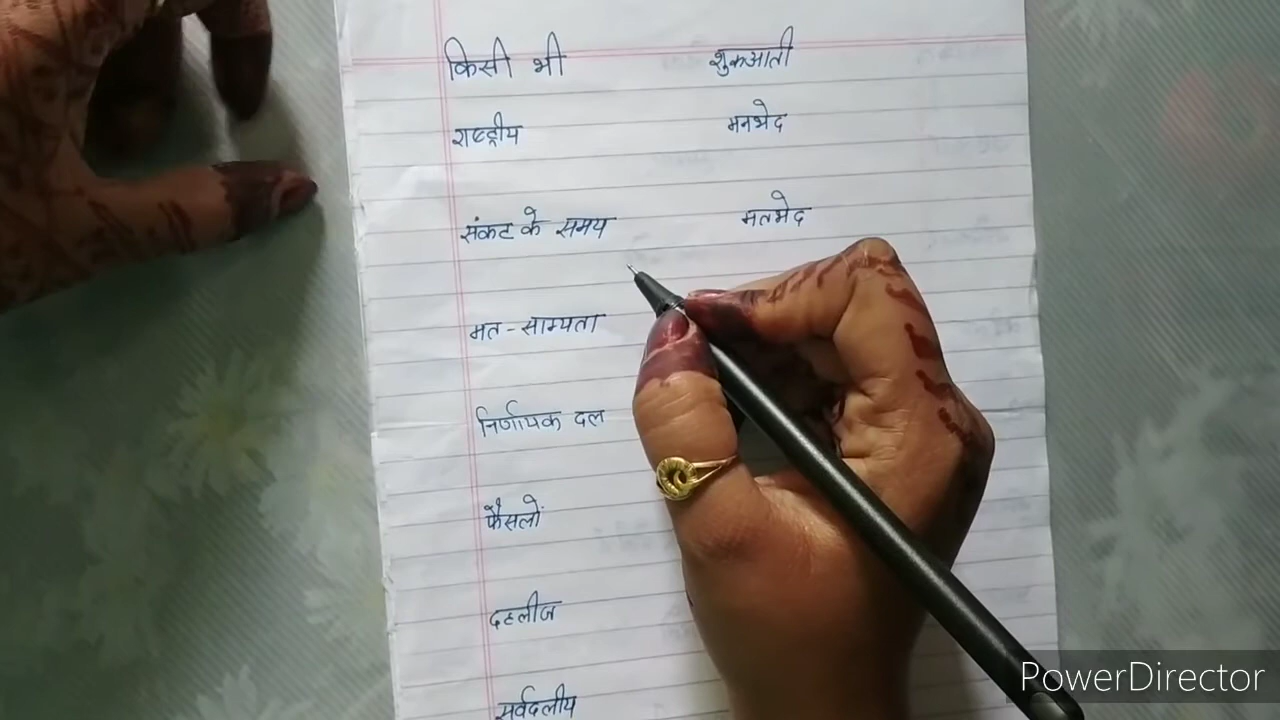 किसी भी शुरुआती
राष्ट्रीय मनभेद
संकट के समय मतभेद
मत-साम्यता
निर्णायक दल
फैसलों
दहलीज
सर्वदलीय
PowerDirector